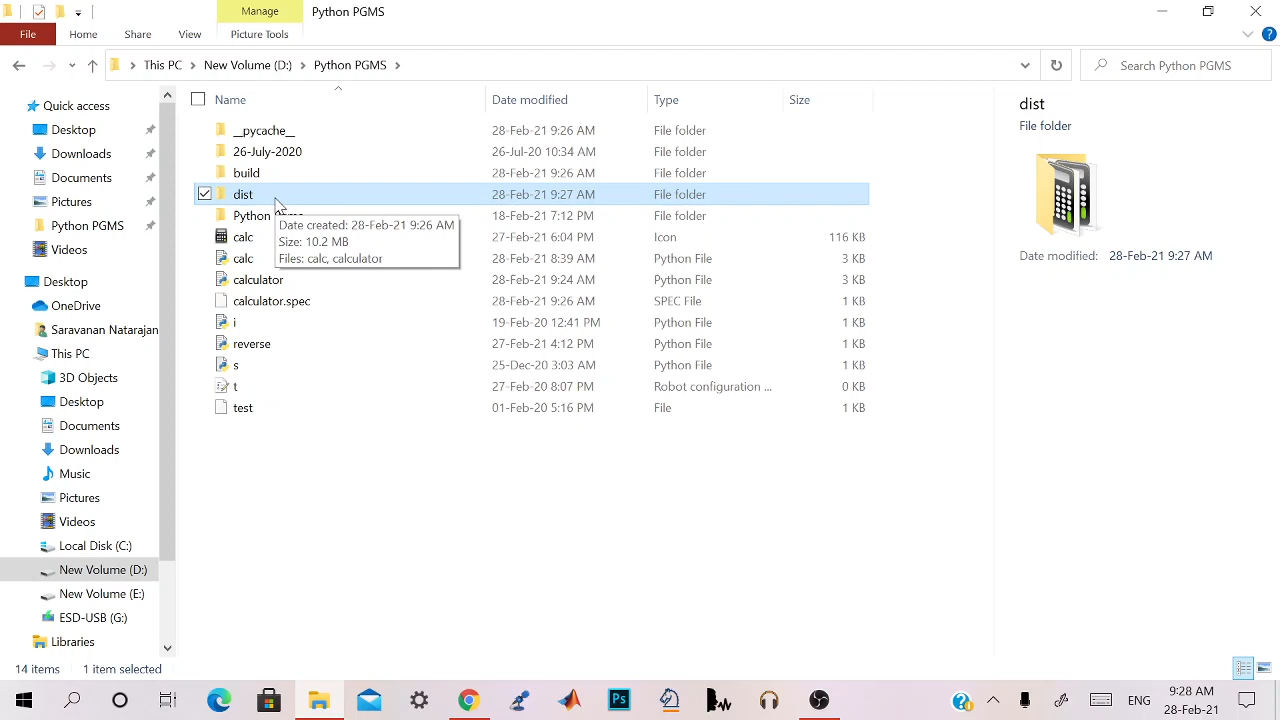 Manage
Python PGMS
File
Home
Share
View
Picture Tools
This PC
New Volume (D:)
Python PGMS
Search Python PGMS
Name
Date modified
Type
Size
__pycache__ 28-Feb-21 9:26 AM File folder
26-July-2020 26-Jul-20 10:34 AM File folder
build 28-Feb-21 9:26 AM File folder
dist 28-Feb-21 9:27 AM File folder
Python 18-Feb-21 7:12 PM File folder
calc 27-Feb-21 6:04 PM Icon 116 KB
calc 28-Feb-21 8:39 AM Python File 3 KB
calculator 28-Feb-21 9:24 AM Python File 3 KB
calculator.spec 28-Feb-21 9:26 AM SPEC File 1 KB
i 19-Feb-20 12:41 PM Python File 1 KB
reverse 27-Feb-21 4:12 PM Python File 1 KB
s 25-Dec-20 3:03 AM Python File 1 KB
t 27-Feb-20 8:07 PM Robot configuration ... 0 KB
test 01-Feb-20 5:16 PM File 1 KB
Date created: 28-Feb-21 9:26 AM
Size: 10.2 MB
Files: calc, calculator
Quick access
Desktop
Downloads
Documents
Pictures
Python PGMS
Videos
Desktop
OneDrive
Saravanan Natarajan
This PC
3D Objects
Desktop
Documents
Downloads
Music
Pictures
Videos
Local Disk (C:)
New Volume (D:)
New Volume (E:)
ESD-USB (G:)
Libraries
dist
File folder
Date modified: 28-Feb-21 9:27 AM
14 items
1 item selected
Ps
ENG
9:28 AM
28-Feb-21